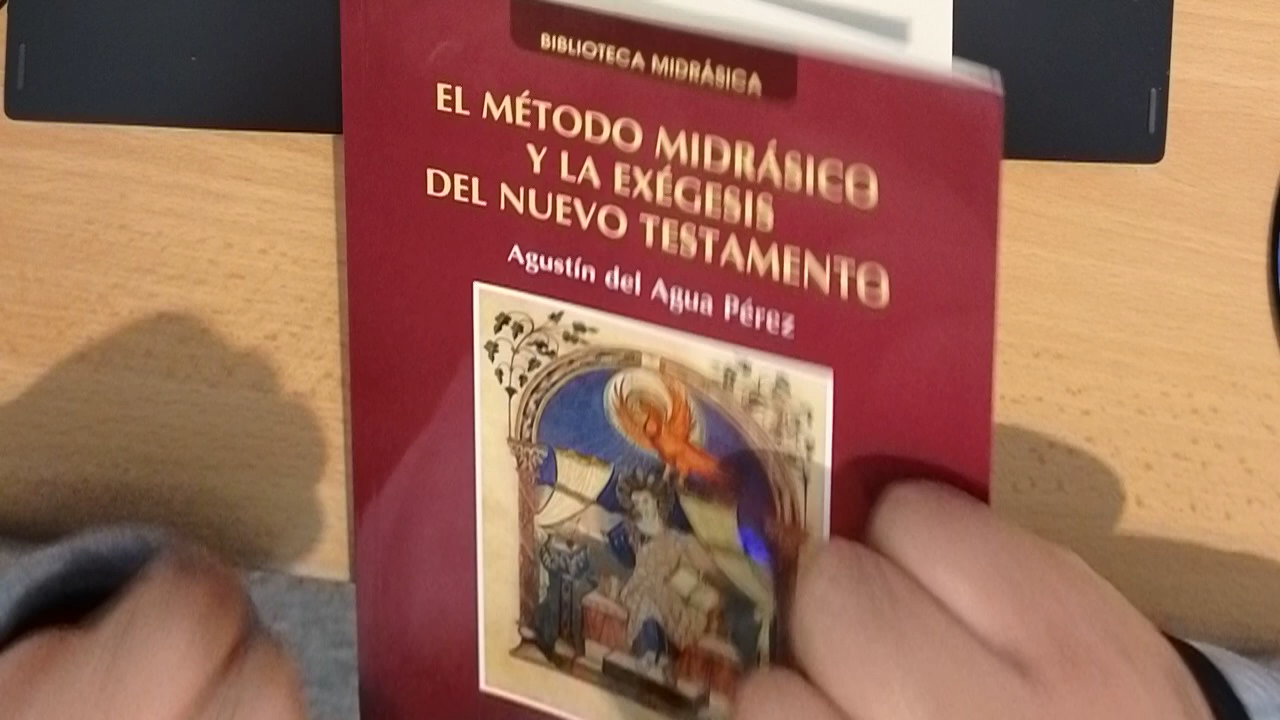 BIBLIOTECA MIDRÁSICA
EL MÉTODO MIDRÁSICO
Y LA EXÉGESIS
DEL NUEVO TESTAMENTO
Agustín del Agua Pérez